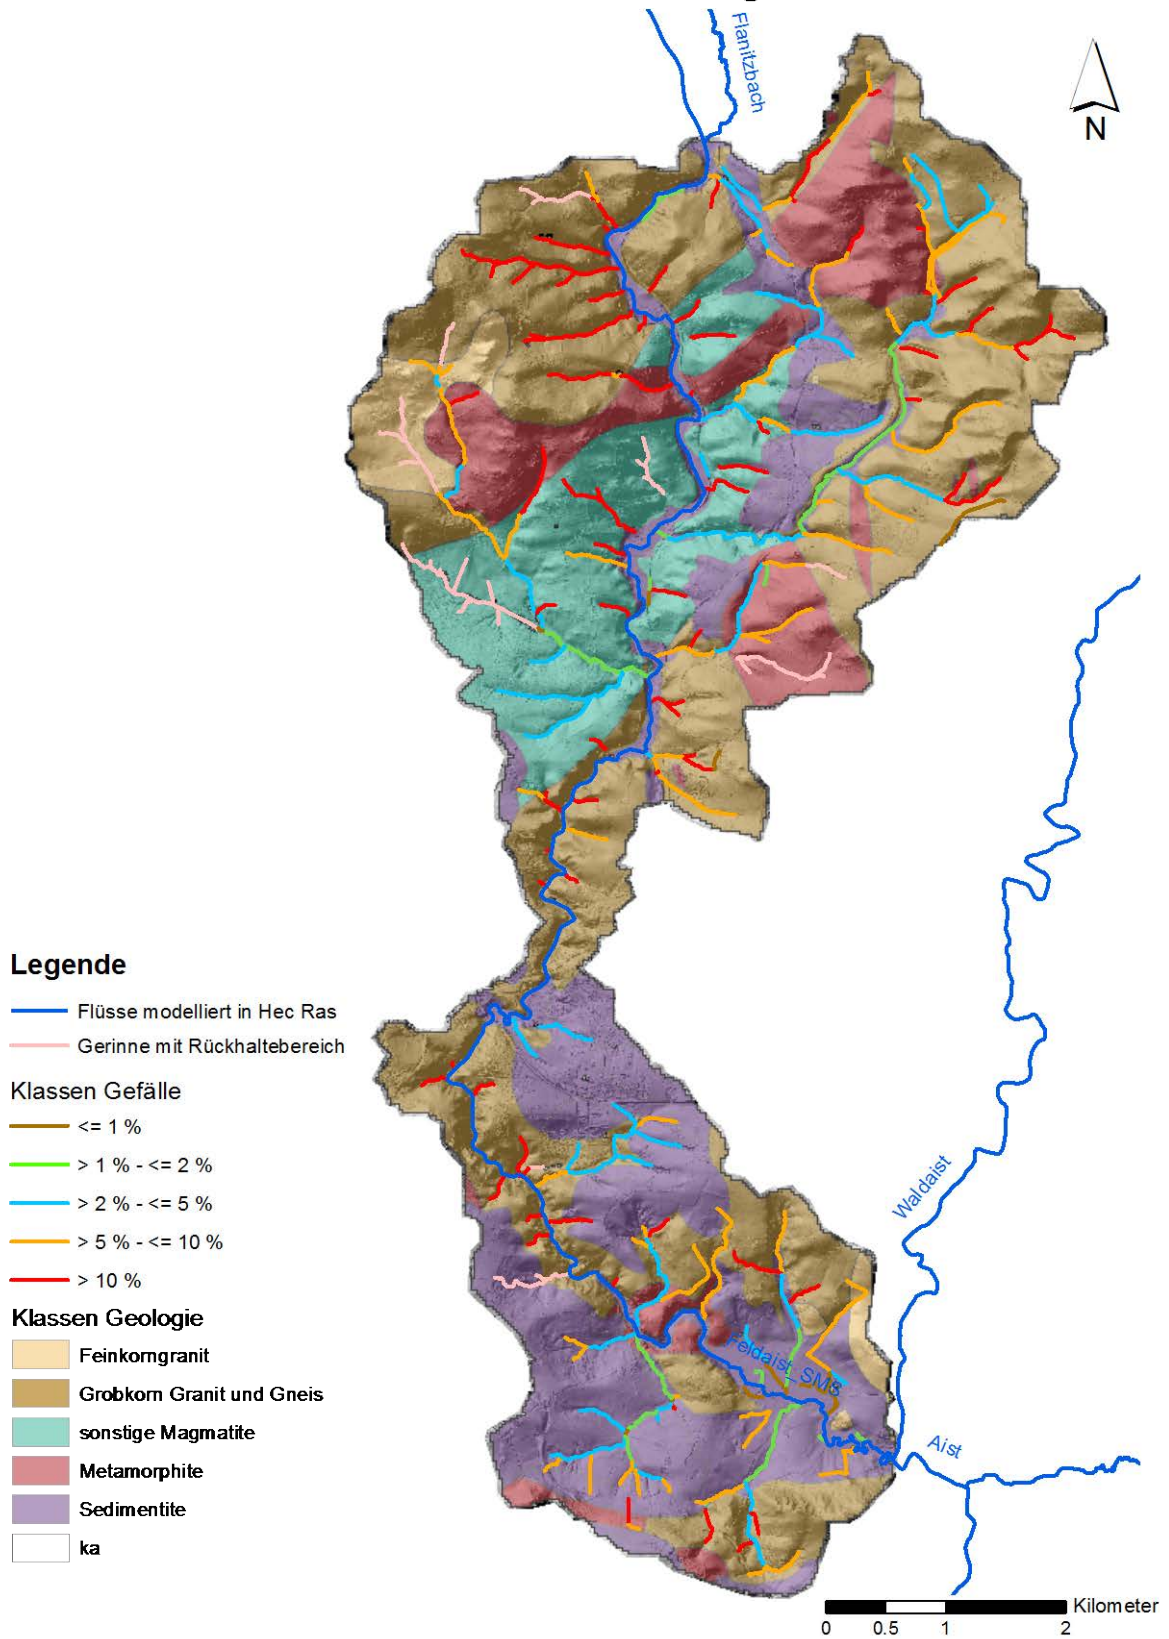 Flanitzbach
N
Legende
Flüsse modelliert in Hec Ras
Gerinne mit Rückhaltebereich
Klassen Gefälle
<= 1 %
> 1 % - <= 2 %
> 2 % - <= 5 %
> 5 % - <= 10 %
> 10 %
Klassen Geologie
Feinkorngranit
Grobkorn Granit und Gneis
sonstige Magmatite
Metamorphite
Sedimentite
ka
Waldaist
Feldaist_SMS
Aist
Kilometer
0 0.5 1 2